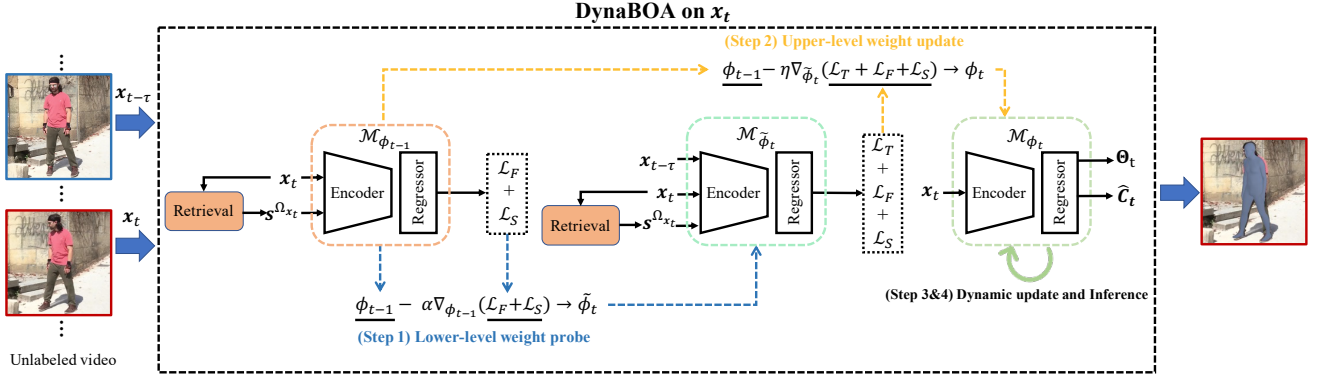 DynaBOA on x_t
(Step 2) Upper-level weight update
ϕ_{t-1} − η∇_{ϕ̃_t}(ℒ_T + ℒ_F+ℒ_S) → ϕ_t
x_{t-τ}
x_t
Unlabeled video
Retrieval
x_t
s^{Ω_{x_t}}
ℳ_{ϕ_{t-1}}
Encoder
Regressor
ℒ_F
+
ℒ_S
ϕ_{t-1} − α∇_{ϕ_{t-1}}(ℒ_F+ℒ_S) → ϕ̃_t
(Step 1) Lower-level weight probe
Retrieval
x_{t-τ}
x_t
s^{Ω_{x_t}}
ℳ_{ϕ̃_t}
Encoder
Regressor
ℒ_T
+
ℒ_F
+
ℒ_S
ℳ_{ϕ_t}
x_t
Encoder
Regressor
Θ_t
Ĉ_t
(Step 3&4) Dynamic update and Inference